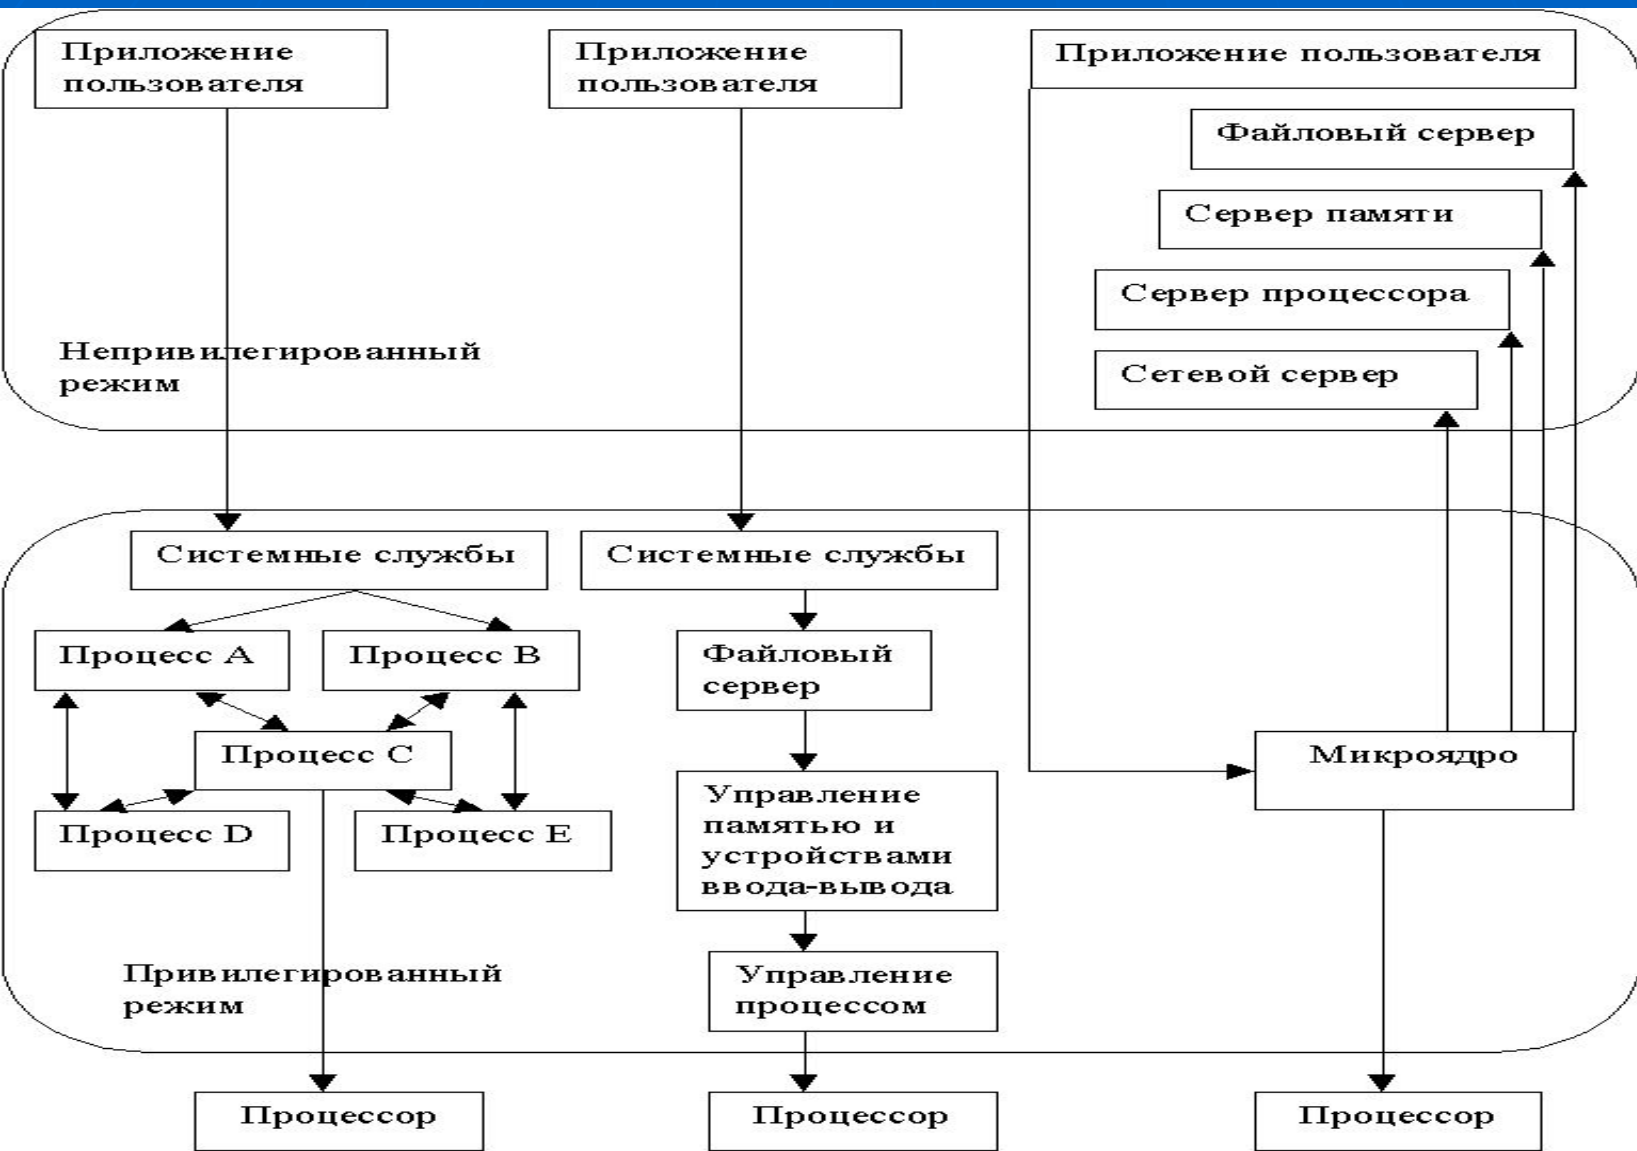 Приложение
пользователя
Приложение
пользователя
Приложение пользователя
Файловый сервер
Сервер памяти
Сервер процессора
Сетевой сервер
Непривилегированный
режим
Системные службы
Системные службы
Процесс A
Процесс B
Процесс C
Процесс D
Процесс E
Файловый
сервер
Управление
памятью и
устройствами
ввода-вывода
Управление
процессом
Микроядро
Привилегированный
режим
Процессор
Процессор
Процессор